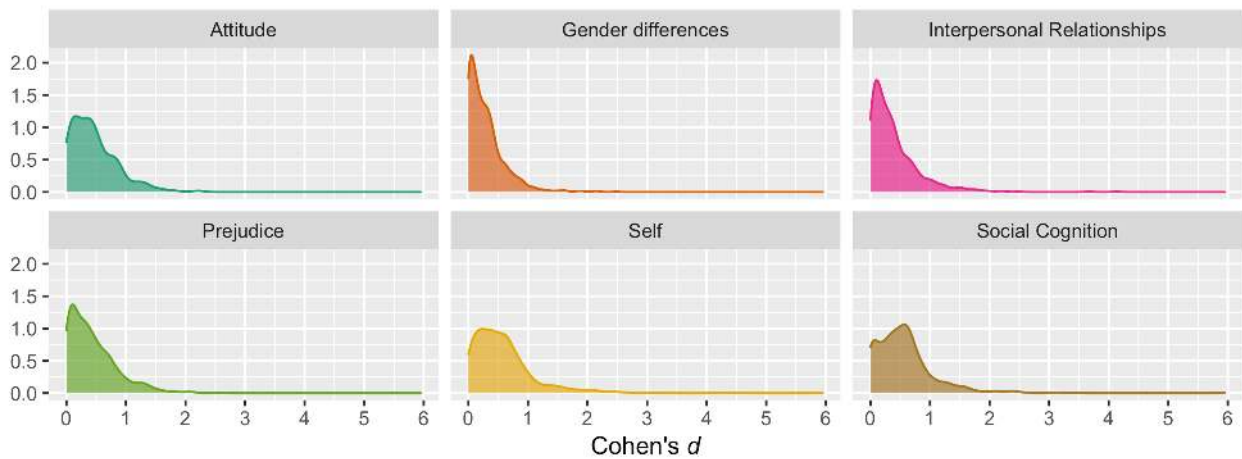 Attitude
Gender differences
Interpersonal Relationships
2.0
1.5
1.0
0.5
0.0
Prejudice
Self
Social Cognition
2.0
1.5
1.0
0.5
0.0
0 1 2 3 4 5 6
0 1 2 3 4 5 6
0 1 2 3 4 5 6
Cohen's d